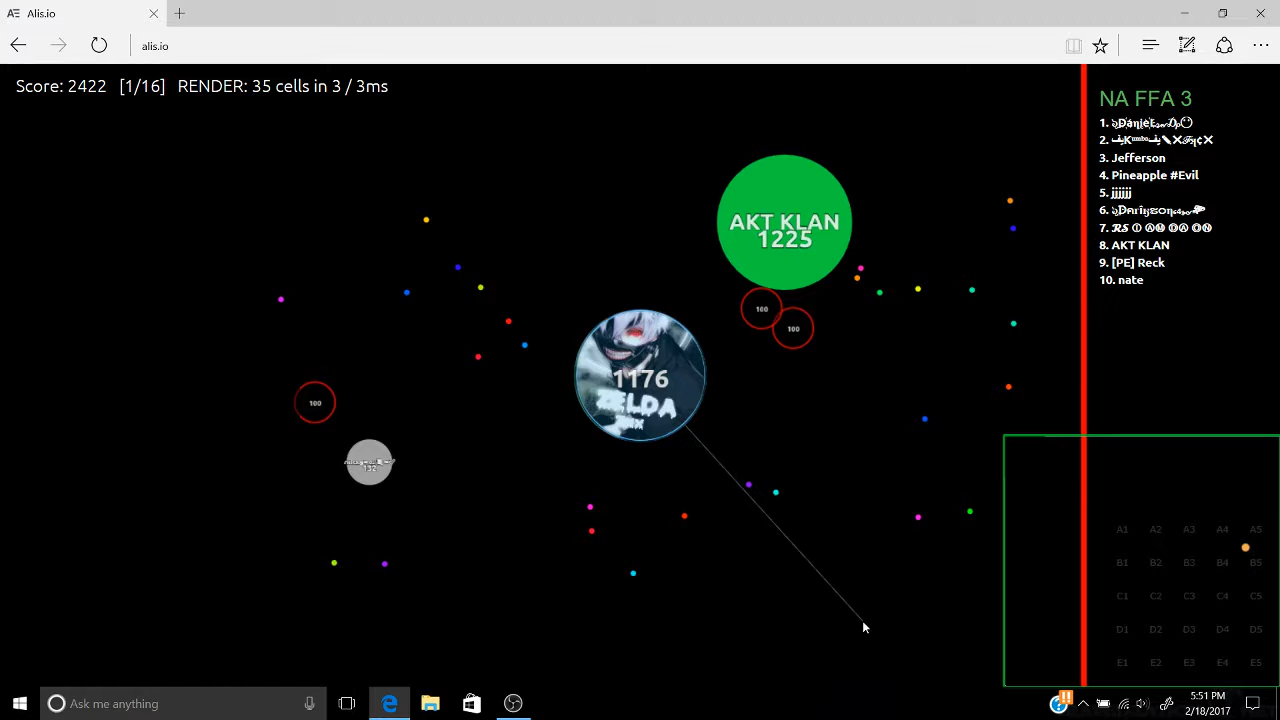 Alis.io
alis.io
Score: 2422 [1/16] RENDER: 35 cells in 3 / 3ms
NA FFA 3
1.
2.
3. Jefferson
4. Pineapple #Evil
5. jjjjjj
6.
7.
8. AKT KLAN
9. [PE] Reck
10. nate
AKT KLAN
1225
100
100
1176
ZELDA
100
132
A1 A2 A3 A4 A5
B1 B2 B3 B4 B5
C1 C2 C3 C4 C5
D1 D2 D3 D4 D5
E1 E2 E3 E4 E5
Ask me anything
5:51 PM
2/18/2017